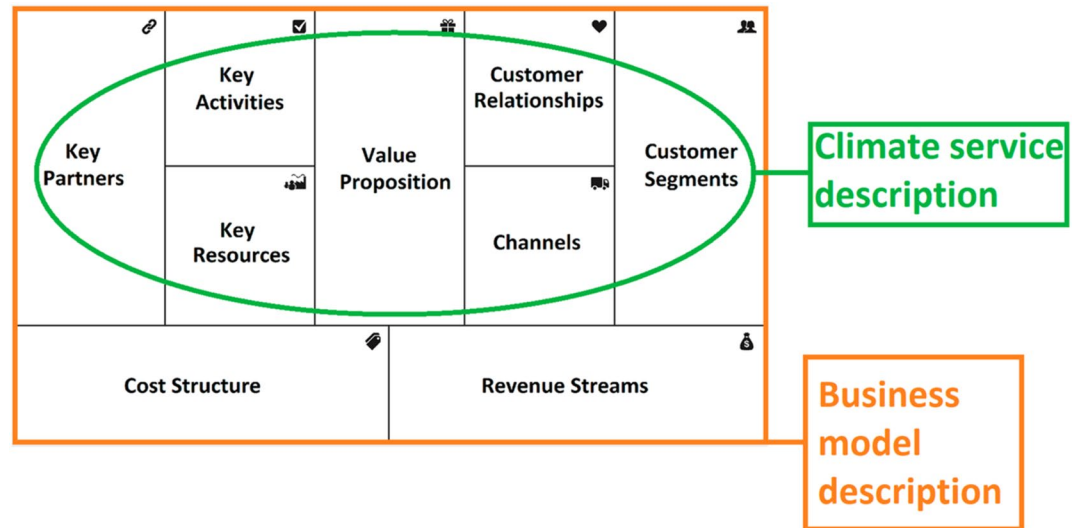 Key
Partners
Key
Activities
Key
Resources
Value
Proposition
Customer
Relationships
Channels
Customer
Segments
Cost Structure
Revenue Streams
Climate service
description
Business
model
description